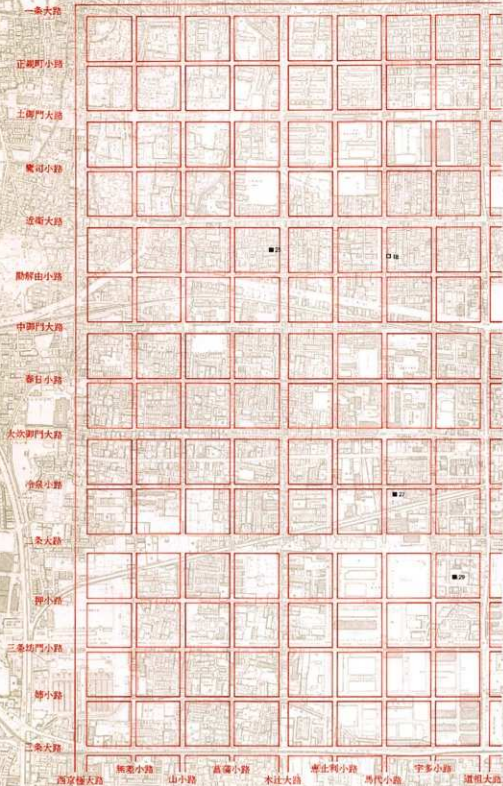 一条大路
正親町小路
土御門大路
鷹司小路
近衛大路
■25
□18
勘解由小路
中御門大路
春日小路
大炊御門大路
冷泉小路
■27
二条大路
■29
押小路
三条坊門小路
姉小路
三条大路
西京極大路
無差小路
山小路
菖蒲小路
木辻大路
恵止利小路
馬代小路
宇多小路
道祖大路